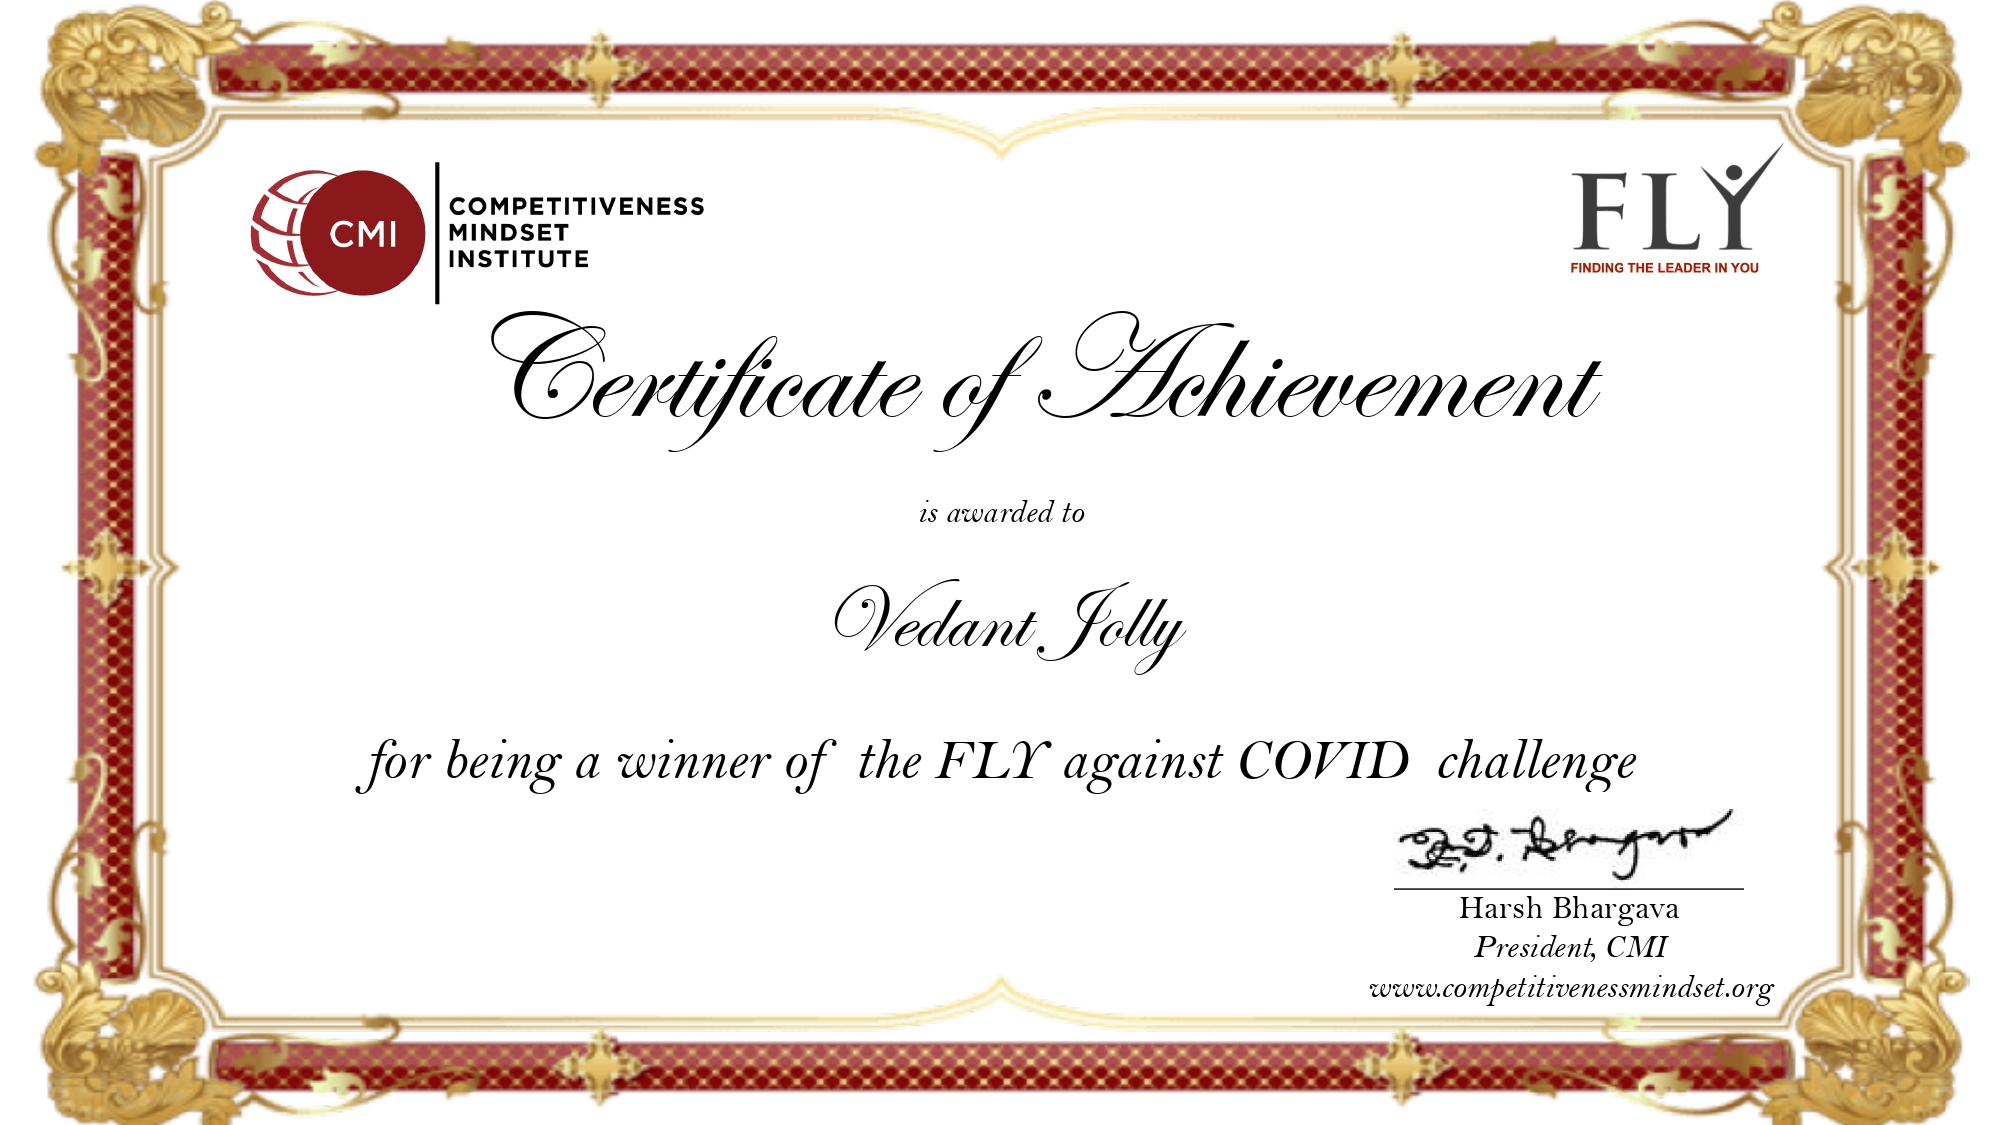 CMI
COMPETITIVENESS
MINDSET
INSTITUTE
FLY
FINDING THE LEADER IN YOU
Certificate of Achievement
is awarded to
Vedant Jolly
for being a winner of the FLY against COVID challenge
Harsh Bhargava
President, CMI
www.competitivenessmindset.org